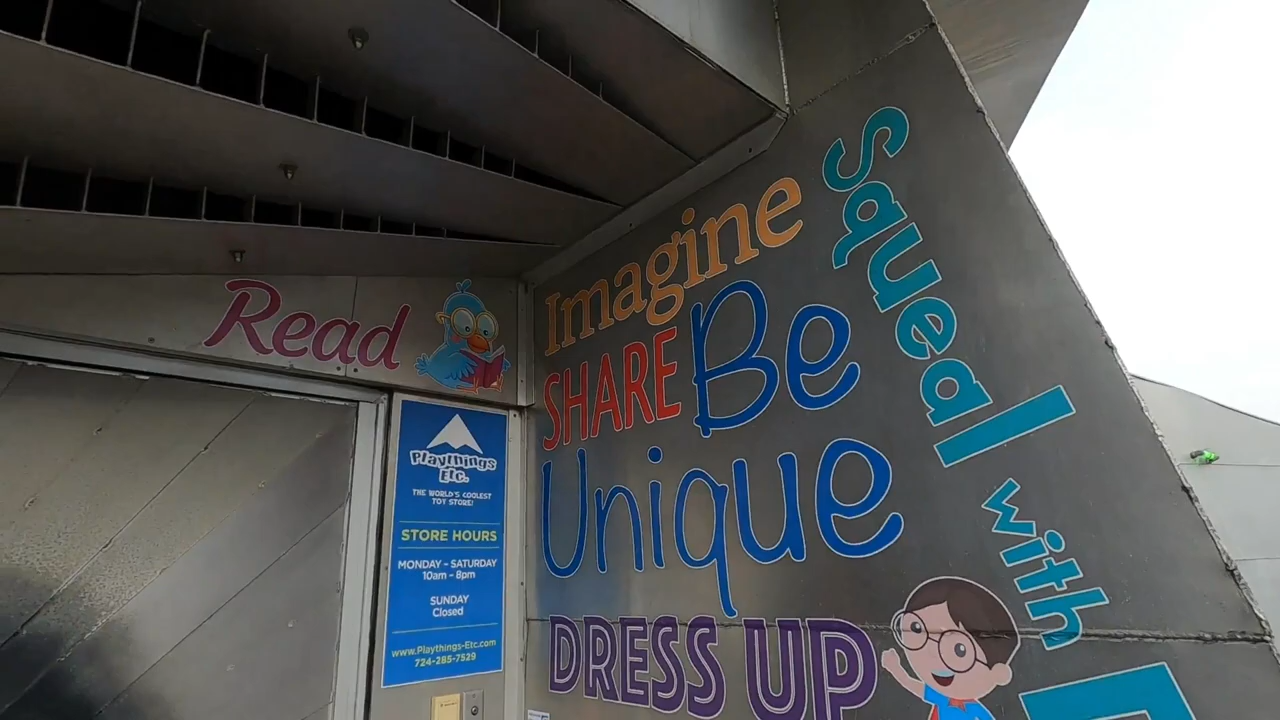 Read
Playthings
Etc.
THE WORLD'S COOLEST
TOY STORE!
STORE HOURS
MONDAY - SATURDAY
10am - 8pm
SUNDAY
Closed
www.Playthings-Etc.com
724-285-7529
Imagine
SHARE
Be
Unique
DRESS UP
squeal with